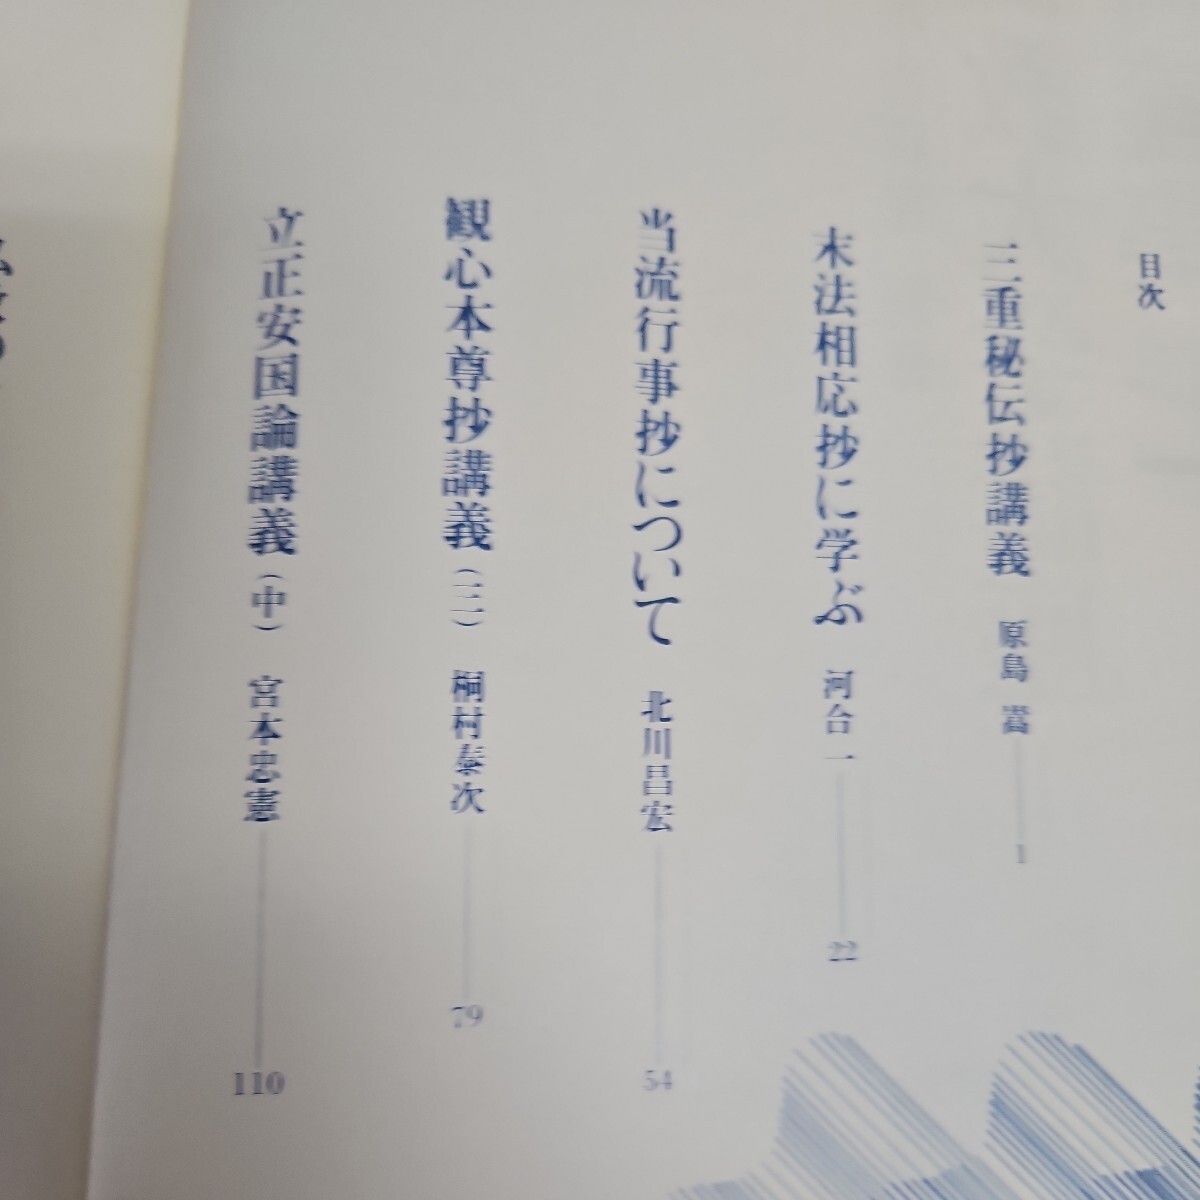 目次
三重秘伝抄講義 原島 嵩 1
末法相応抄に学ぶ 河合一 22
当流行事抄について 北川昌宏 54
観心本尊抄講義(二) 桐村泰次 79
立正安国論講義(中) 宮本忠憲 110